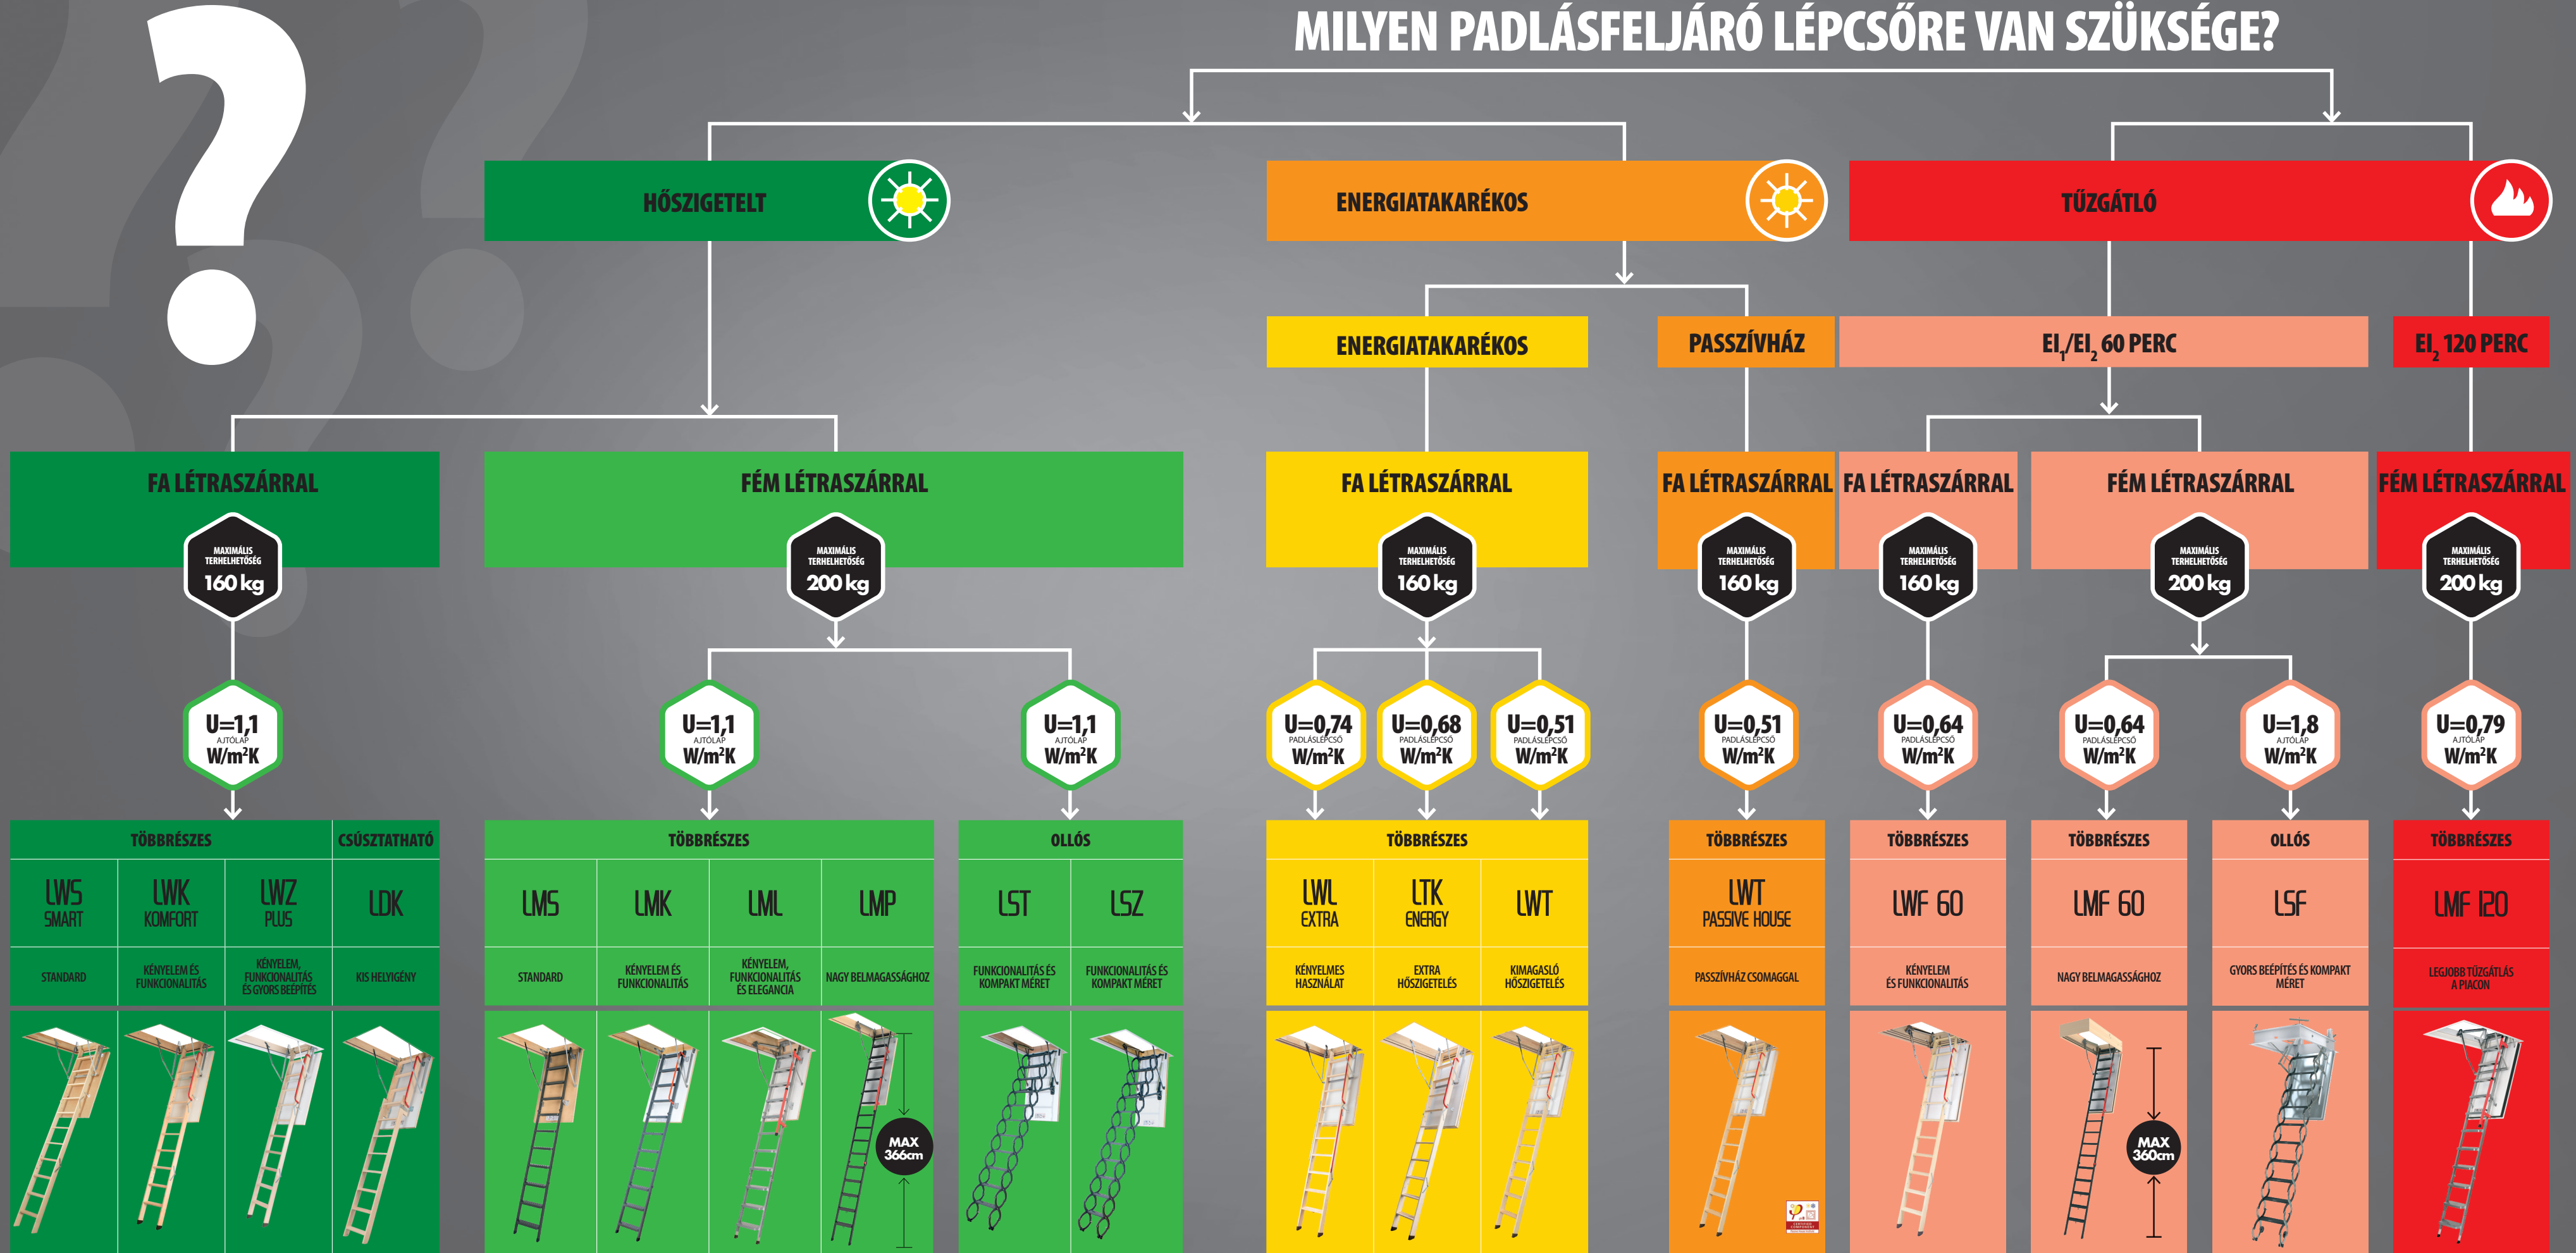 MILYEN PADLÁSFELJÁRÓ LÉPCSŐRE VAN SZÜKSÉGE?
?
HŐSZIGETELT
ENERGIATAKARÉKOS
TŰZGÁTLÓ
ENERGIATAKARÉKOS
PASSZÍVHÁZ
EI₁/EI₂ 60 PERC
EI₂ 120 PERC
FA LÉTRASZÁRRAL
FÉM LÉTRASZÁRRAL
FA LÉTRASZÁRRAL
FA LÉTRASZÁRRAL
FA LÉTRASZÁRRAL
FÉM LÉTRASZÁRRAL
FÉM LÉTRASZÁRRAL
MAXIMÁLIS
TERHELHETŐSÉG
160 kg
MAXIMÁLIS
TERHELHETŐSÉG
200 kg
MAXIMÁLIS
TERHELHETŐSÉG
160 kg
MAXIMÁLIS
TERHELHETŐSÉG
160 kg
MAXIMÁLIS
TERHELHETŐSÉG
160 kg
MAXIMÁLIS
TERHELHETŐSÉG
200 kg
MAXIMÁLIS
TERHELHETŐSÉG
200 kg
U=1,1
AJTÓLAP
W/m²K
U=1,1
AJTÓLAP
W/m²K
U=1,1
AJTÓLAP
W/m²K
U=0,74
PADLÁSLÉPCSŐ
W/m²K
U=0,68
PADLÁSLÉPCSŐ
W/m²K
U=0,51
PADLÁSLÉPCSŐ
W/m²K
U=0,51
PADLÁSLÉPCSŐ
W/m²K
U=0,64
PADLÁSLÉPCSŐ
W/m²K
U=0,64
PADLÁSLÉPCSŐ
W/m²K
U=1,8
AJTÓLAP
W/m²K
U=0,79
AJTÓLAP
W/m²K
TÖBBRÉSZES
CSÚSZTATHATÓ
LWS
SMART
STANDARD
LWK
KOMFORT
KÉNYELEM ÉS
FUNKCIONALITÁS
LWZ
PLUS
KÉNYELEM,
FUNKCIONALITÁS
ÉS GYORS BEÉPÍTÉS
LDK
KIS HELYIGÉNY
TÖBBRÉSZES
LMS
STANDARD
LMK
KÉNYELEM ÉS
FUNKCIONALITÁS
LML
KÉNYELEM,
FUNKCIONALITÁS
ÉS ELEGANCIA
LMP
NAGY BELMAGASSÁGHOZ
MAX
366cm
OLLÓS
LST
FUNKCIONALITÁS ÉS
KOMPAKT MÉRET
LSZ
FUNKCIONALITÁS ÉS
KOMPAKT MÉRET
TÖBBRÉSZES
LWL
EXTRA
KÉNYELMES
HASZNÁLAT
LTK
ENERGY
EXTRA
HŐSZIGETELÉS
LWT
KIMAGASLÓ
HŐSZIGETELÉS
TÖBBRÉSZES
LWT
PASSIVE HOUSE
PASSZÍVHÁZ CSOMAGGAL
CERTIFIED
COMPONENT
TÖBBRÉSZES
LWF 60
KÉNYELEM
ÉS FUNKCIONALITÁS
TÖBBRÉSZES
LMF 60
NAGY BELMAGASSÁGHOZ
MAX
360cm
OLLÓS
LSF
GYORS BEÉPÍTÉS ÉS KOMPAKT
MÉRET
TÖBBRÉSZES
LMF 120
LEGJOBB TŰZGÁTLÁS
A PIACON